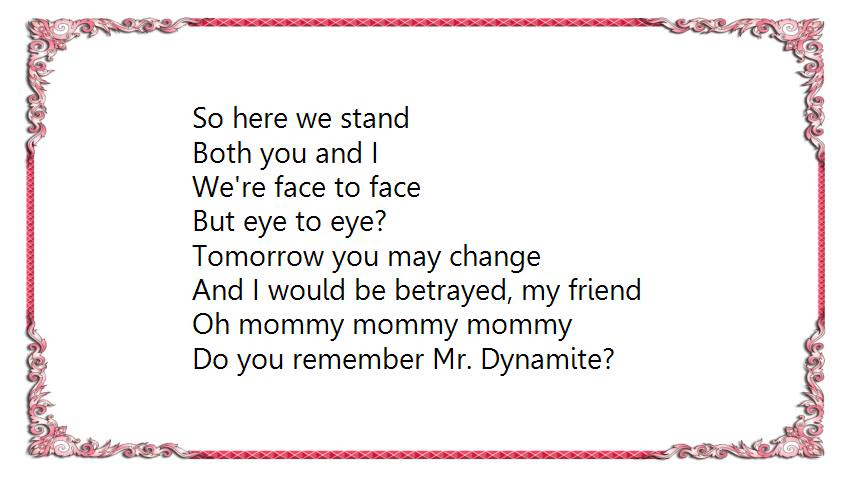 So here we stand
Both you and I
We're face to face
But eye to eye?
Tomorrow you may change
And I would be betrayed, my friend
Oh mommy mommy mommy
Do you remember Mr. Dynamite?